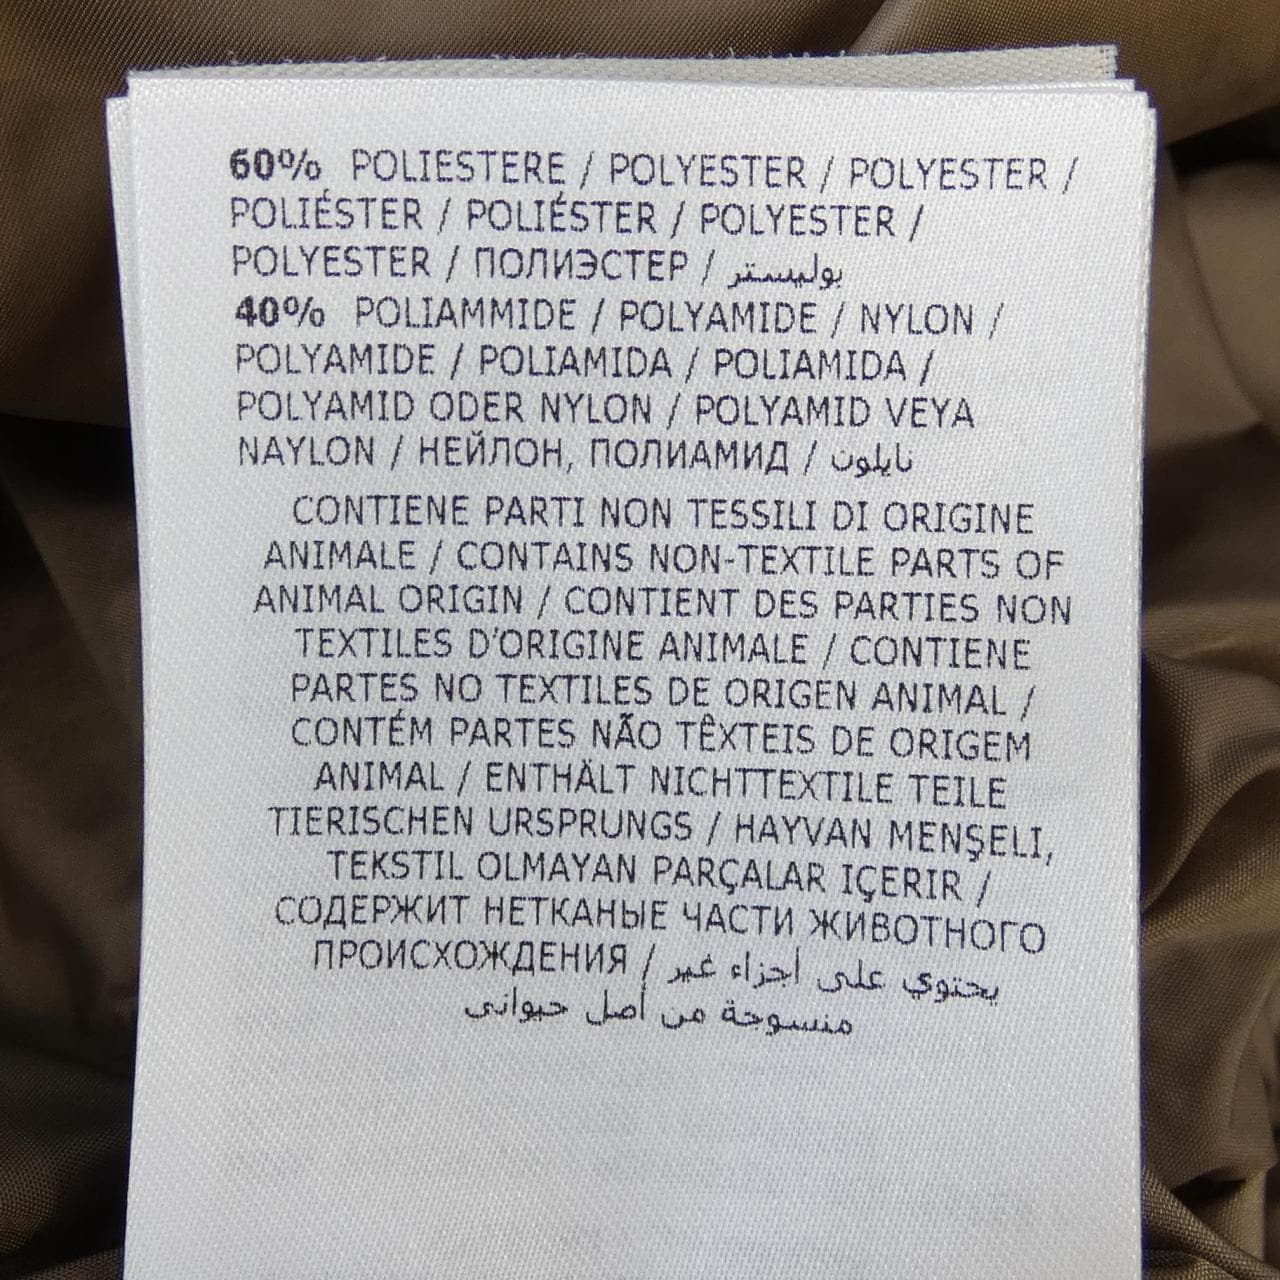 60% POLIESTERE / POLYESTER / POLYESTER /
POLIÉSTER / POLIÉSTER / POLYESTER /
POLYESTER / ПОЛИЭСТЕР / بوليستر
40% POLIAMMIDE / POLYAMIDE / NYLON /
POLYAMIDE / POLIAMIDA / POLIAMIDA /
POLYAMID ODER NYLON / POLYAMID VEYA
NAYLON / НЕЙЛОН, ПОЛИАМИД / نايلون
CONTIENE PARTI NON TESSILI DI ORIGINE
ANIMALE / CONTAINS NON-TEXTILE PARTS OF
ANIMAL ORIGIN / CONTIENT DES PARTIES NON
TEXTILES D'ORIGINE ANIMALE / CONTIENE
PARTES NO TEXTILES DE ORIGEN ANIMAL /
CONTÉM PARTES NÃO TÊXTEIS DE ORIGEM
ANIMAL / ENTHÄLT NICHTTEXTILE TEILE
TIERISCHEN URSPRUNGS / HAYVAN MENŞELI,
TEKSTIL OLMAYAN PARÇALAR IÇERIR /
СОДЕРЖИТ НЕТКАНЫЕ ЧАСТИ ЖИВОТНОГО
ПРОИСХОЖДЕНИЯ / يحتوي على أجزاء غير
منسوجة من أصل حيواني